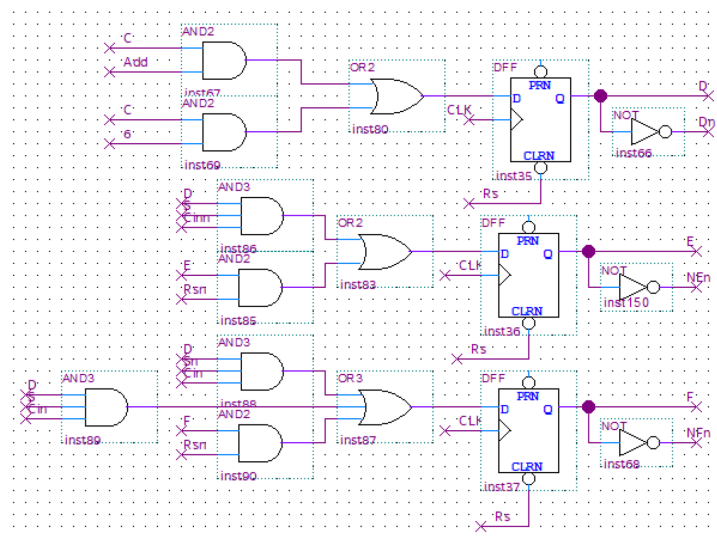 AND2
C
Add
inst67
AND2
C
6
inst69
OR2
inst80
DFF
PRN
D
Q
CLK
CLRN
inst35
Rs
D
NOT
Dn
inst66
AND3
D
S
Cinn
inst86
AND2
E
Rsn
inst85
OR2
inst83
DFF
PRN
D
Q
CLK
CLRN
inst36
Rs
E
NOT
NEn
inst150
AND3
D
S
Cin
inst89
AND3
D
Sn
Cin
inst88
AND2
F
Rsn
inst90
OR3
inst87
DFF
PRN
D
Q
CLK
CLRN
inst37
Rs
F
NOT
NFn
inst68